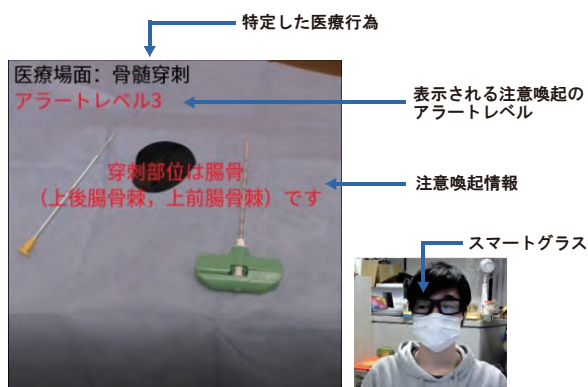 特定した医療行為
医療場面：骨髄穿刺
アラートレベル3
表示される注意喚起の
アラートレベル
穿刺部位は腸骨
（上後腸骨棘，上前腸骨棘）です
注意喚起情報
スマートグラス